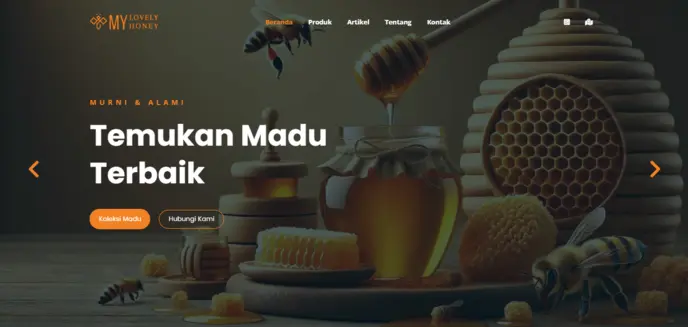 MY LOVELY HONEY
Beranda Produk Artikel Tentang Kontak
MURNI & ALAMI
Temukan Madu
Terbaik
Koleksi Madu Hubungi Kami